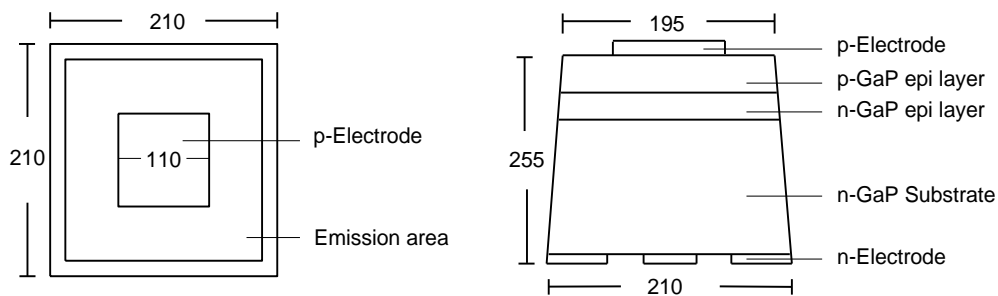 210
210
p-Electrode
110
Emission area
195
p-Electrode
p-GaP epi layer
n-GaP epi layer
255
n-GaP Substrate
n-Electrode
210